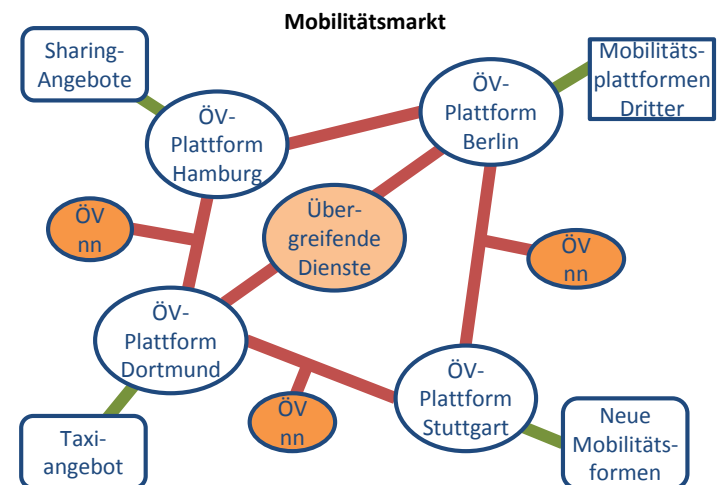 Mobilitätsmarkt
Sharing-
Angebote
ÖV-
Plattform
Hamburg
ÖV-
Plattform
Berlin
Mobilitäts-
plattformen
Dritter
ÖV
nn
Über-
greifende
Dienste
ÖV
nn
ÖV-
Plattform
Dortmund
ÖV-
Plattform
Stuttgart
ÖV
nn
Taxi-
angebot
Neue
Mobilitäts-
formen